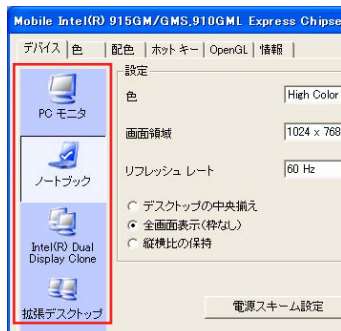 Mobile Intel(R) 915GM/GMS,910GML Express Chipse
デバイス 色 配色 ホット キー OpenGL 情報
PC モニタ
ノートブック
Intel(R) Dual
Display Clone
拡張デスクトップ
設定
色 High Color
画面領域 1024 x 768
リフレッシュ レート 60 Hz
デスクトップの中央揃え
全画面表示(枠なし)
縦横比の保持
電源スキーム設定